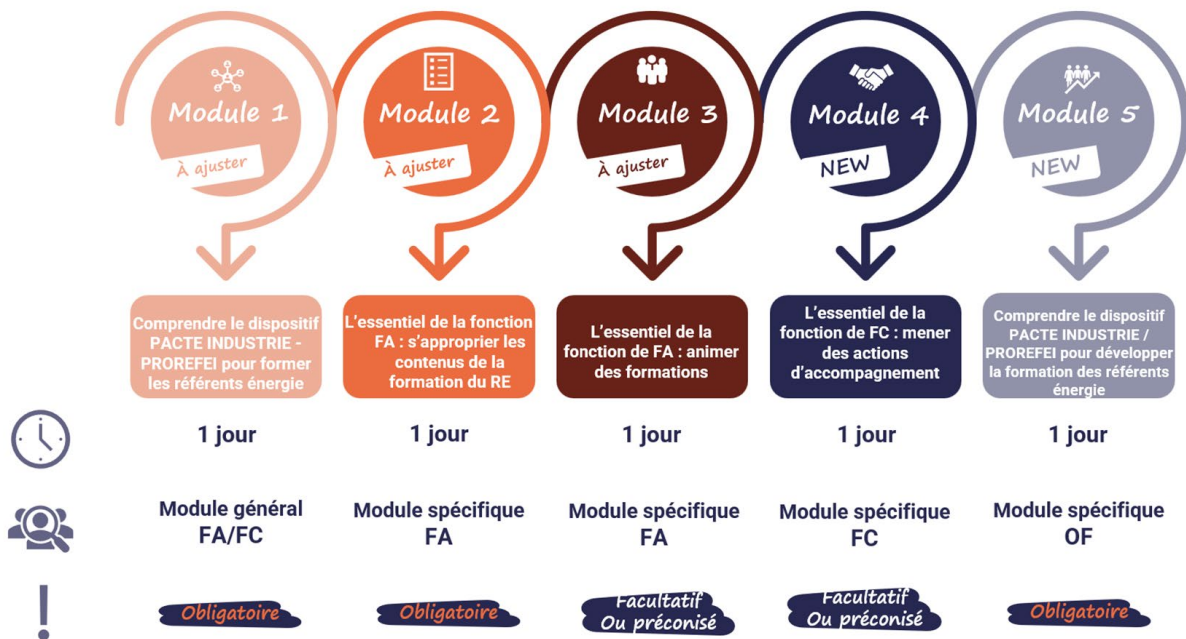 Module 1
À ajuster
Module 2
À ajuster
Module 3
À ajuster
Module 4
NEW
Module 5
NEW
Comprendre le dispositif
PACTE INDUSTRIE -
PROREFEI pour former
les référents énergie
L'essentiel de la fonction
FA : s'approprier les
contenus de la
formation du RE
L'essentiel de la
fonction de FA : animer
des formations
L'essentiel de la
fonction de FC : mener
des actions
d'accompagnement
Comprendre le dispositif
PACTE INDUSTRIE /
PROREFEI pour développer
la formation des référents
énergie
1 jour
1 jour
1 jour
1 jour
1 jour
Module général
FA/FC
Module spécifique
FA
Module spécifique
FA
Module spécifique
FC
Module spécifique
OF
!
Obligatoire
Obligatoire
Facultatif
Ou préconisé
Facultatif
Ou préconisé
Obligatoire